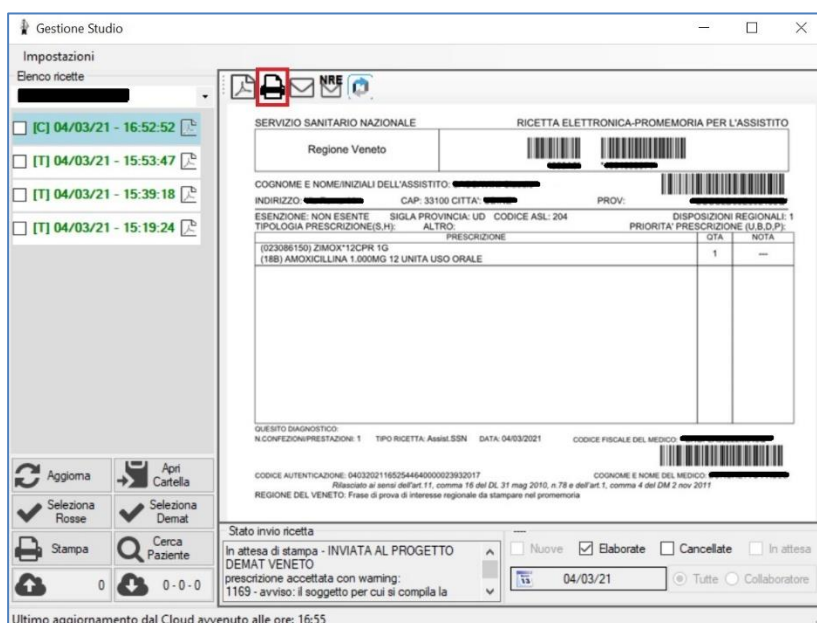 Gestione Studio
Impostazioni
Elenco ricette
[C] 04/03/21 - 16:52:52
[T] 04/03/21 - 15:53:47
[T] 04/03/21 - 15:39:18
[T] 04/03/21 - 15:19:24
NRE
SERVIZIO SANITARIO NAZIONALE RICETTA ELETTRONICA-PROMEMORIA PER L'ASSISTITO
Regione Veneto
COGNOME E NOME/INIZIALI DELL'ASSISTITO:
INDIRIZZO: CAP: 33100 CITTA': PROV:
ESENZIONE: NON ESENTE SIGLA PROVINCIA: UD CODICE ASL: 204 DISPOSIZIONI REGIONALI: 1
TIPOLOGIA PRESCRIZIONE(S,H): ALTRO: PRIORITA' PRESCRIZIONE (U,B,D,P):
PRESCRIZIONE QTA NOTA
(023086150) ZIMOX*12CPR 1G 1 ---
(18B) AMOXICILLINA 1.000MG 12 UNITA USO ORALE
QUESITO DIAGNOSTICO:
N.CONFEZIONI/PRESTAZIONI: 1 TIPO RICETTA: Assist.SSN DATA: 04/03/2021 CODICE FISCALE DEL MEDICO:
CODICE AUTENTICAZIONE: 040320211652544640000023932017 COGNOME E NOME DEL MEDICO:
Rilasciato ai sensi dell'art.11, comma 16 del DL 31 mag 2010, n.78 e dell'art.1, comma 4 del DM 2 nov 2011
REGIONE DEL VENETO: Frase di prova di interesse regionale da stampare nel promemoria
Aggiorna
Apri Cartella
Seleziona Rosse
Seleziona Demat
Stampa
Cerca Paziente
0
0 - 0 - 0
Stato invio ricetta
In attesa di stampa - INVIATA AL PROGETTO
DEMAT VENETO
prescrizione accettata con warning:
1169 - avviso: il soggetto per cui si compila la
----
Nuove Elaborate Cancellate In attesa
04/03/21 Tutte Collaboratore
Ultimo aggiornamento dal Cloud avvenuto alle ore: 16:55